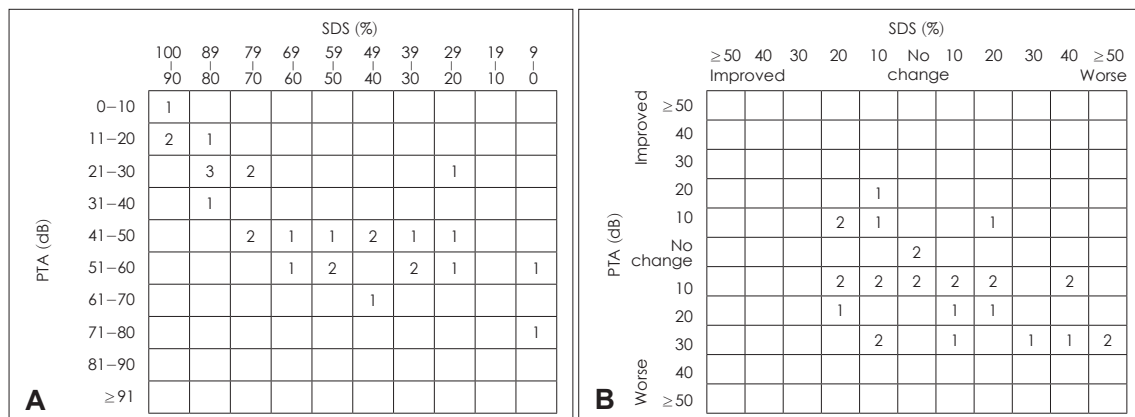 SDS (%)
100 89 79 69 59 49 39 29 19 9
90 80 70 60 50 40 30 20 10 0
PTA (dB)
0−10 1
11−20 2 1
21−30 3 2 1
31−40 1
41−50 2 1 1 2 1 1
51−60 1 2 2 1 1
61−70 1
71−80 1
81−90
≥91
A
SDS (%)
≥50 40 30 20 10 No 10 20 30 40 ≥50
Improved change Worse
PTA (dB)
Improved
≥50
40
30
20 1
10 2 1 1
No
change 2
10 2 2 2 2 2 2
20 1 1 1
30 2 1 1 1 2
40
≥50
Worse
B